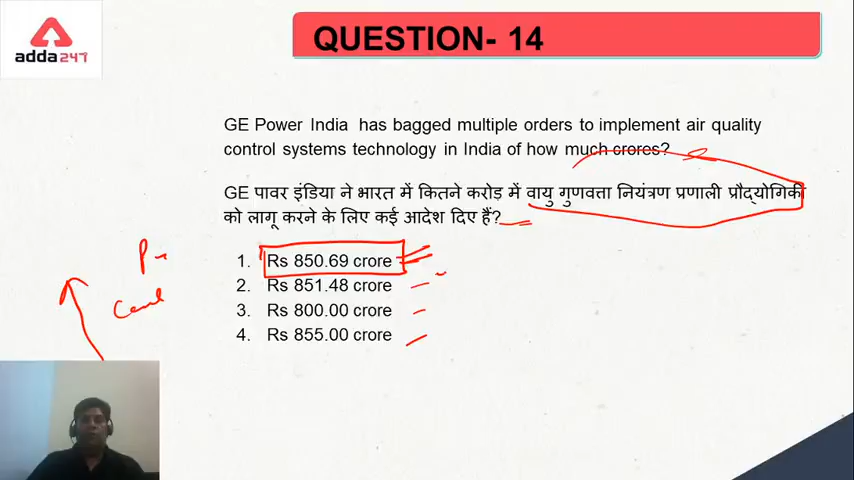 adda247
QUESTION- 14
GE Power India has bagged multiple orders to implement air quality
control systems technology in India of how much crores?
GE पावर इंडिया ने भारत में कितने करोड़ में वायु गुणवत्ता नियंत्रण प्रणाली प्रौद्योगिकी
को लागू करने के लिए कई आदेश दिए हैं?
1. Rs 850.69 crore
2. Rs 851.48 crore
3. Rs 800.00 crore
4. Rs 855.00 crore